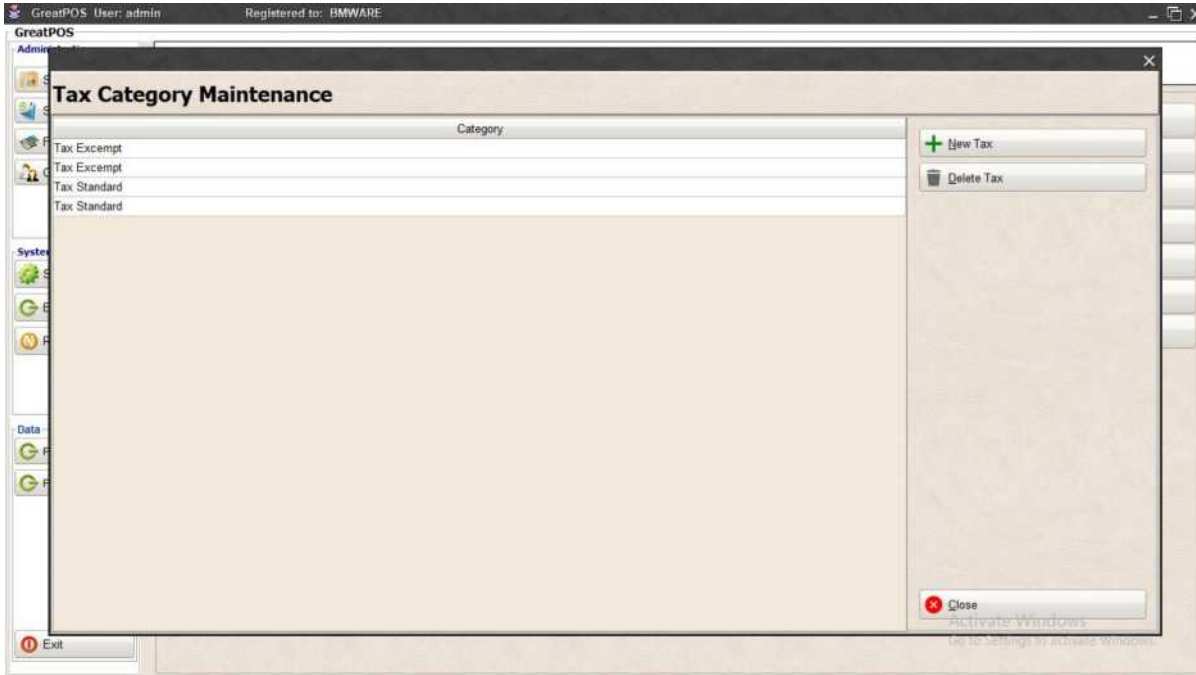 GreatPOS User: admin Registered to: BMWARE
GreatPOS
Tax Category Maintenance
Category
Tax Excempt
Tax Excempt
Tax Standard
Tax Standard
New Tax
Delete Tax
Data
Close
Activate Windows
Go to Settings to activate Windows.
Exit